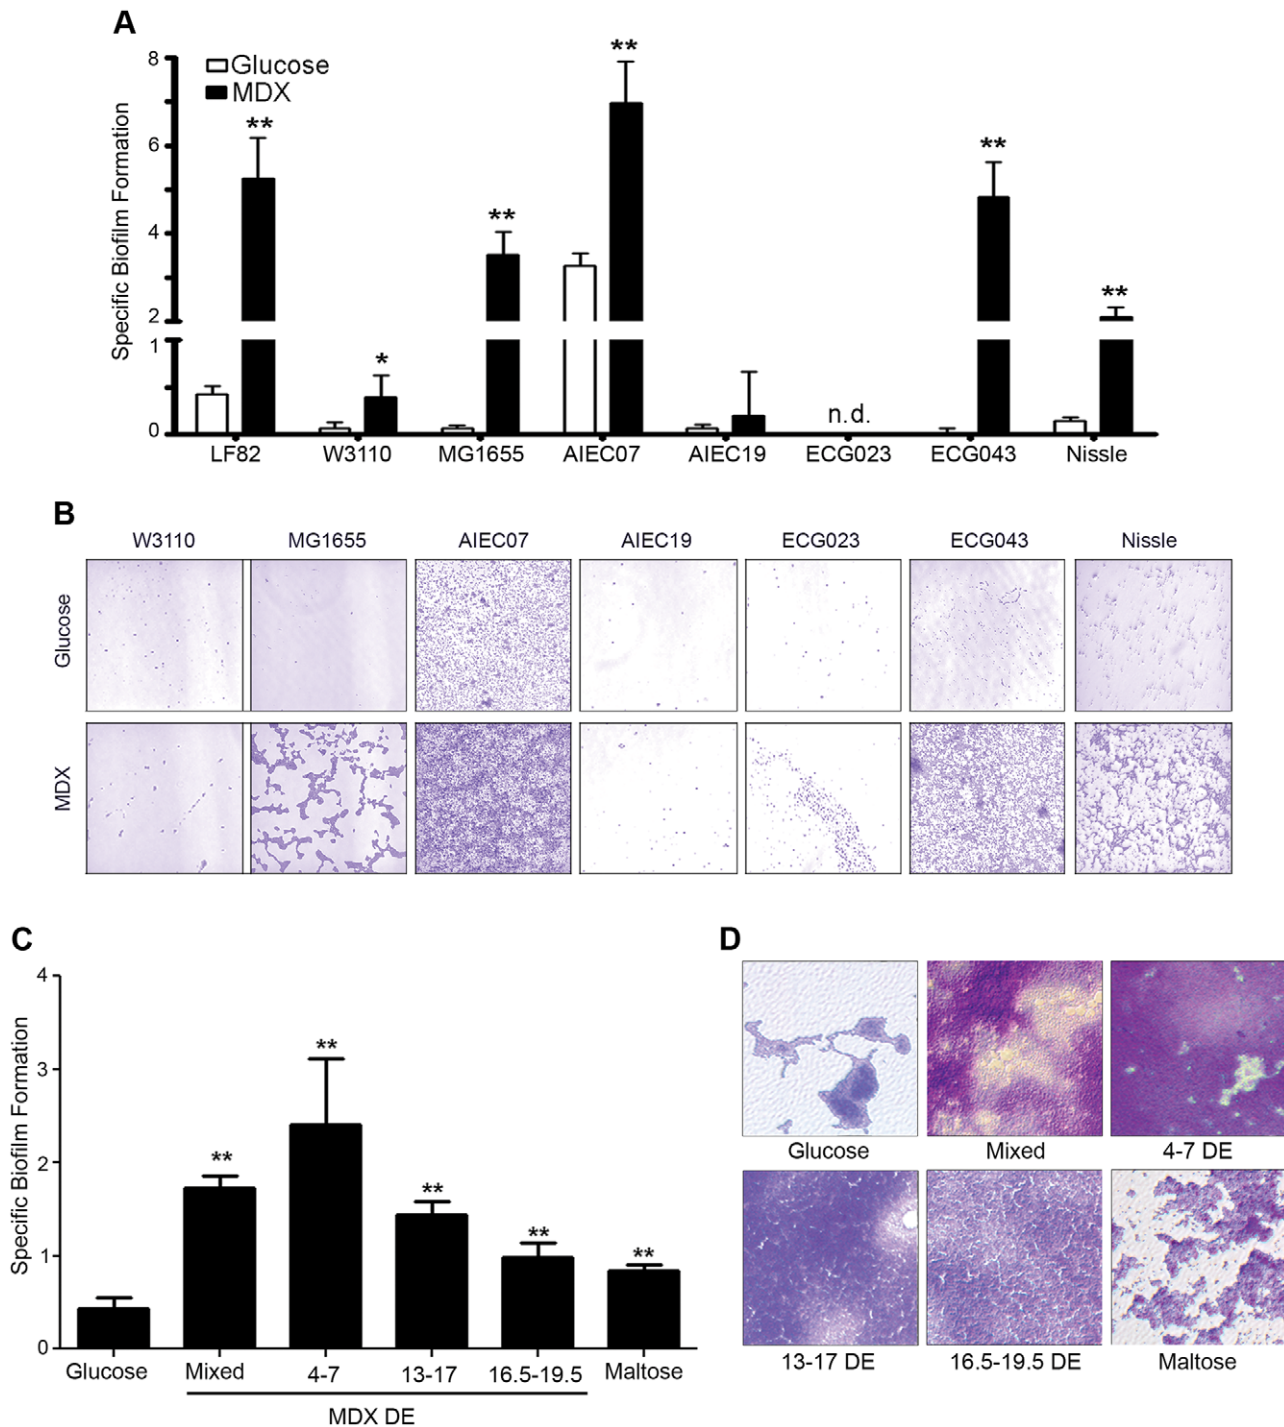 A
Specific Biofilm Formation
8
6
4
2
1
0
Glucose
MDX
**
*
**
**
n.d.
**
**
LF82 W3110 MG1655 AIEC07 AIEC19 ECG023 ECG043 Nissle
B
W3110 MG1655 AIEC07 AIEC19 ECG023 ECG043 Nissle
Glucose
MDX
C
Specific Biofilm Formation
4
3
2
1
0
**
**
**
**
**
Glucose Mixed 4-7 13-17 16.5-19.5 Maltose
MDX DE
D
Glucose Mixed 4-7 DE
13-17 DE 16.5-19.5 DE Maltose